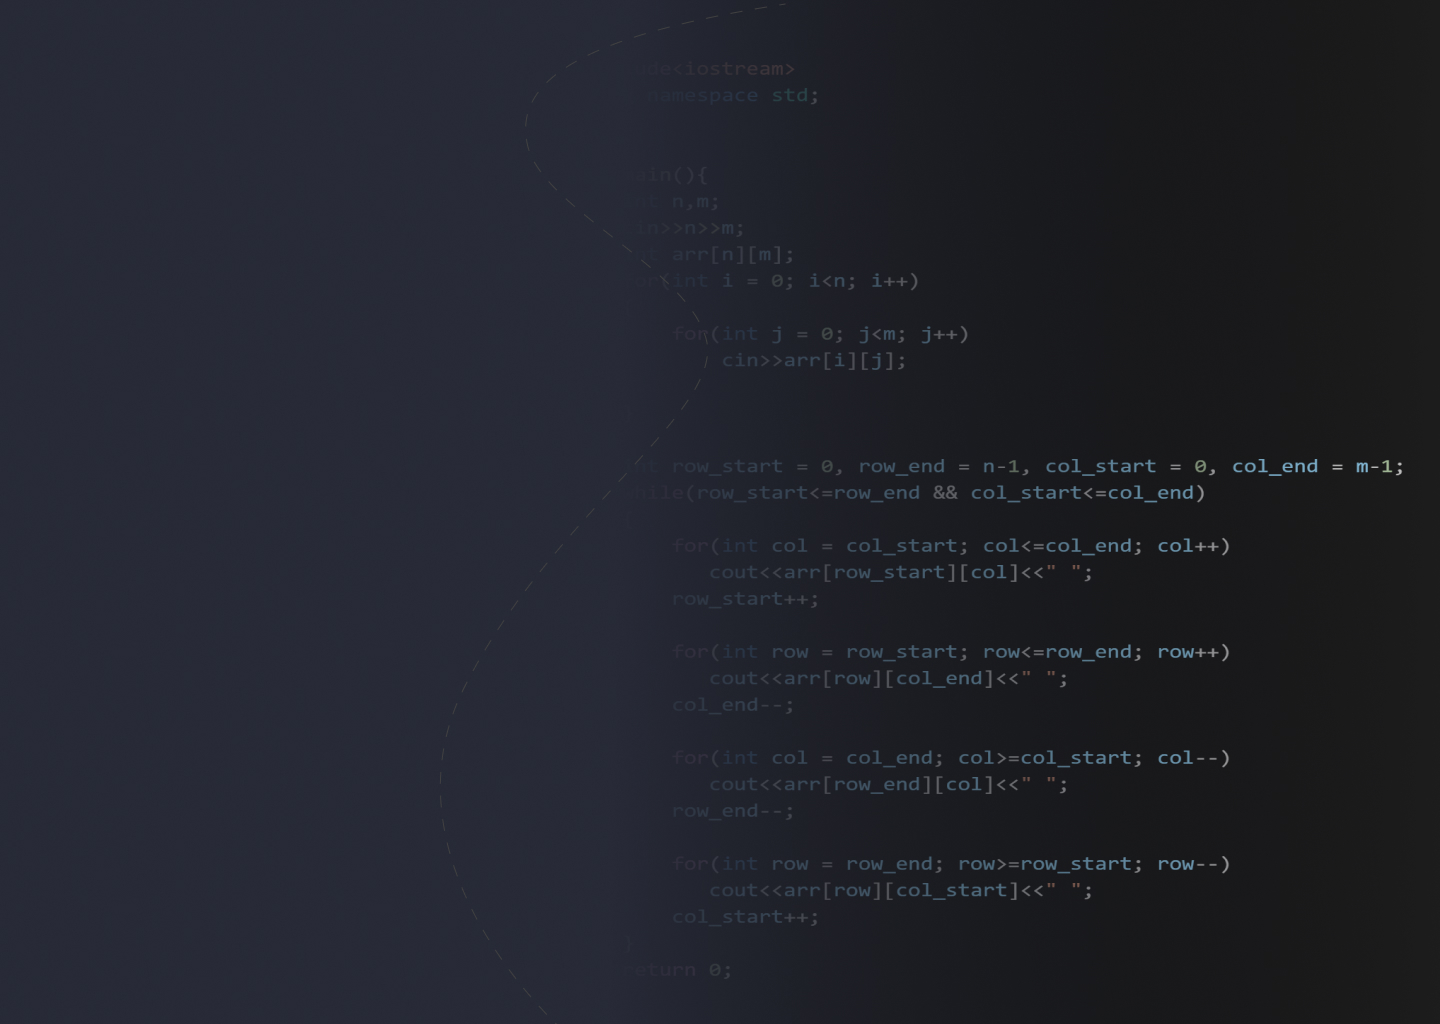 ude<iostream>
namespace std;
ain(){
nt n,m;
in>>n>>m;
t arr[n][m];
or(int i = 0; i<n; i++)
for(int j = 0; j<m; j++)
cin>>arr[i][j];
}
nt row_start = 0, row_end = n-1, col_start = 0, col_end = m-1;
while(row_start<=row_end && col_start<=col_end)
{
for(int col = col_start; col<=col_end; col++)
cout<<arr[row_start][col]<<" ";
row_start++;
for(int row = row_start; row<=row_end; row++)
cout<<arr[row][col_end]<<" ";
col_end--;
for(int col = col_end; col>=col_start; col--)
cout<<arr[row_end][col]<<" ";
row_end--;
for(int row = row_end; row>=row_start; row--)
cout<<arr[row][col_start]<<" ";
col_start++;
}
return 0;